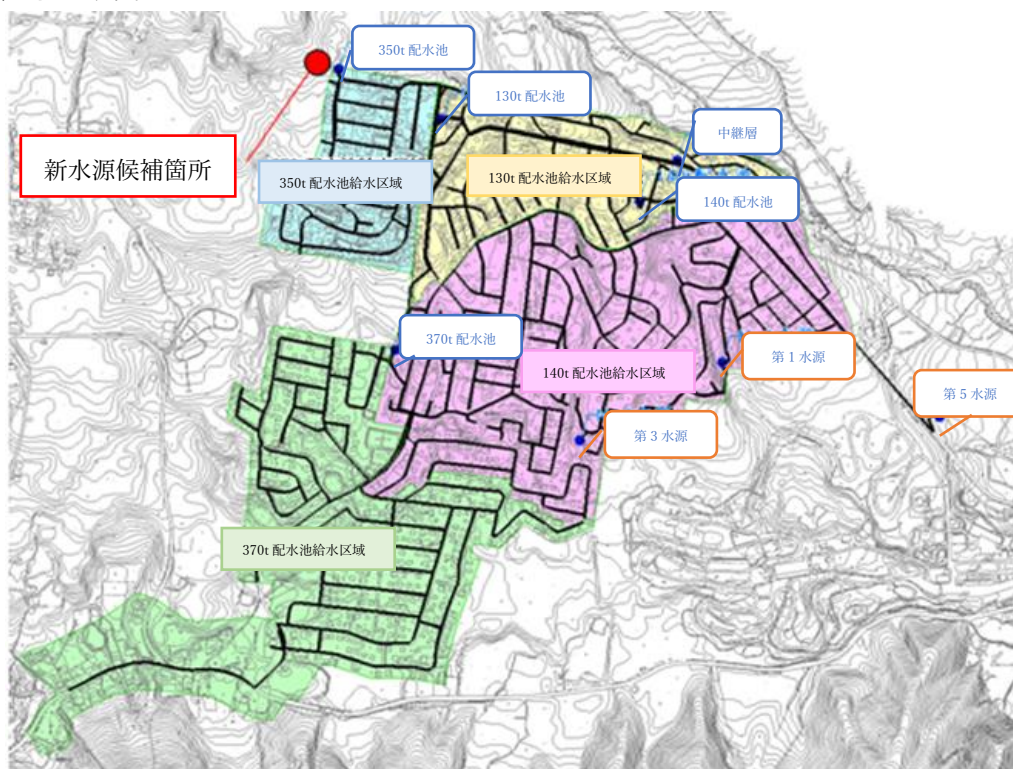 350t 配水池
130t 配水池
中継層
新水源候補箇所
350t 配水池給水区域
130t 配水池給水区域
140t 配水池
370t 配水池
第 1 水源
140t 配水池給水区域
第 5 水源
第 3 水源
370t 配水池給水区域